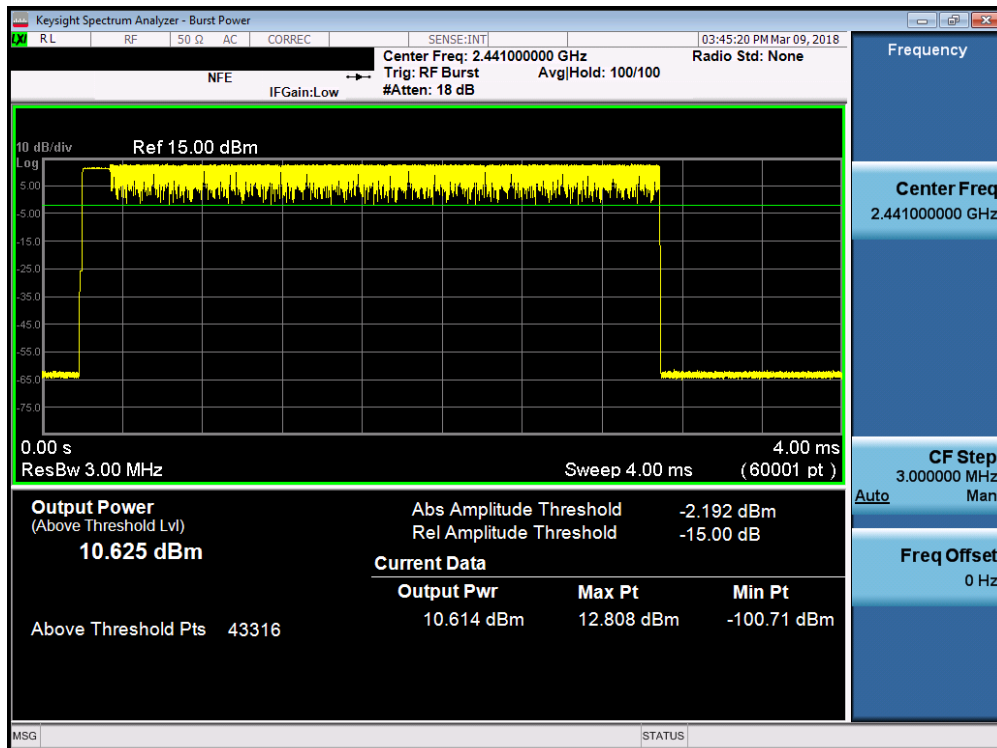 Keysight Spectrum Analyzer - Burst Power
LXI RL RF 50 Ω AC CORREC SENSE:INT 03:45:20 PM Mar 09, 2018
Center Freq: 2.441000000 GHz Radio Std: None
NFE Trig: RF Burst Avg|Hold: 100/100
IFGain:Low #Atten: 18 dB
Frequency
10 dB/div Ref 15.00 dBm
Log
5.00
-5.00
-15.0
-25.0
-35.0
-45.0
-55.0
-65.0
-75.0
0.00 s 4.00 ms
ResBw 3.00 MHz Sweep 4.00 ms (60001 pt)
Center Freq
2.441000000 GHz
CF Step
3.000000 MHz
Auto Man
Freq Offset
0 Hz
Output Power
(Above Threshold Lvl)
10.625 dBm
Above Threshold Pts 43316
Abs Amplitude Threshold -2.192 dBm
Rel Amplitude Threshold -15.00 dB
Current Data
Output Pwr Max Pt Min Pt
10.614 dBm 12.808 dBm -100.71 dBm
MSG STATUS